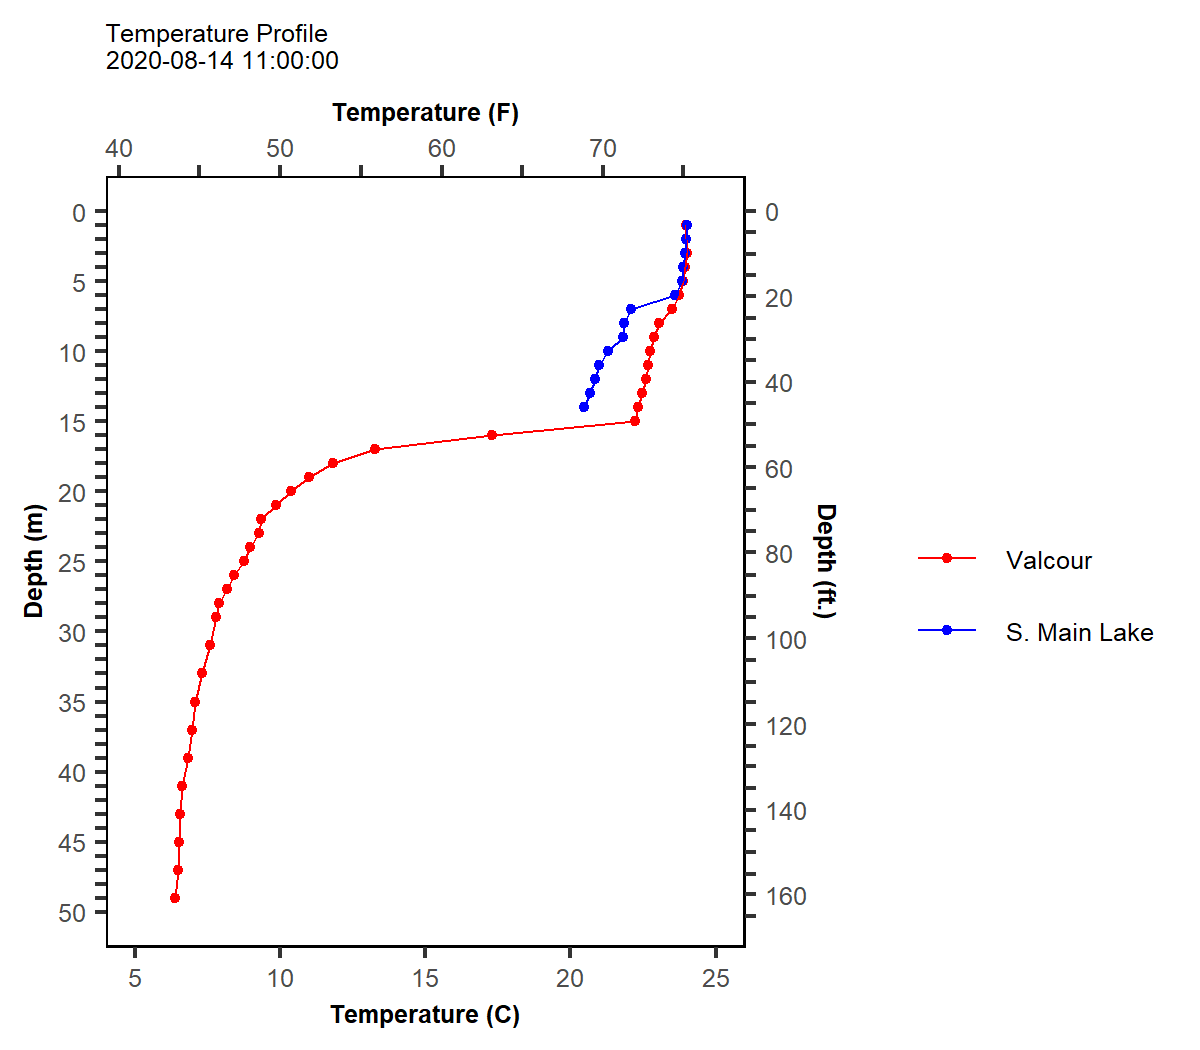 Temperature Profile
2020-08-14 11:00:00
Temperature (F)
40 50 60 70
0
5
10
15
20
25
30
35
40
45
50
Depth (m)
0
20
40
60
80
100
120
140
160
Depth (ft.)
Valcour
S. Main Lake
5 10 15 20 25
Temperature (C)